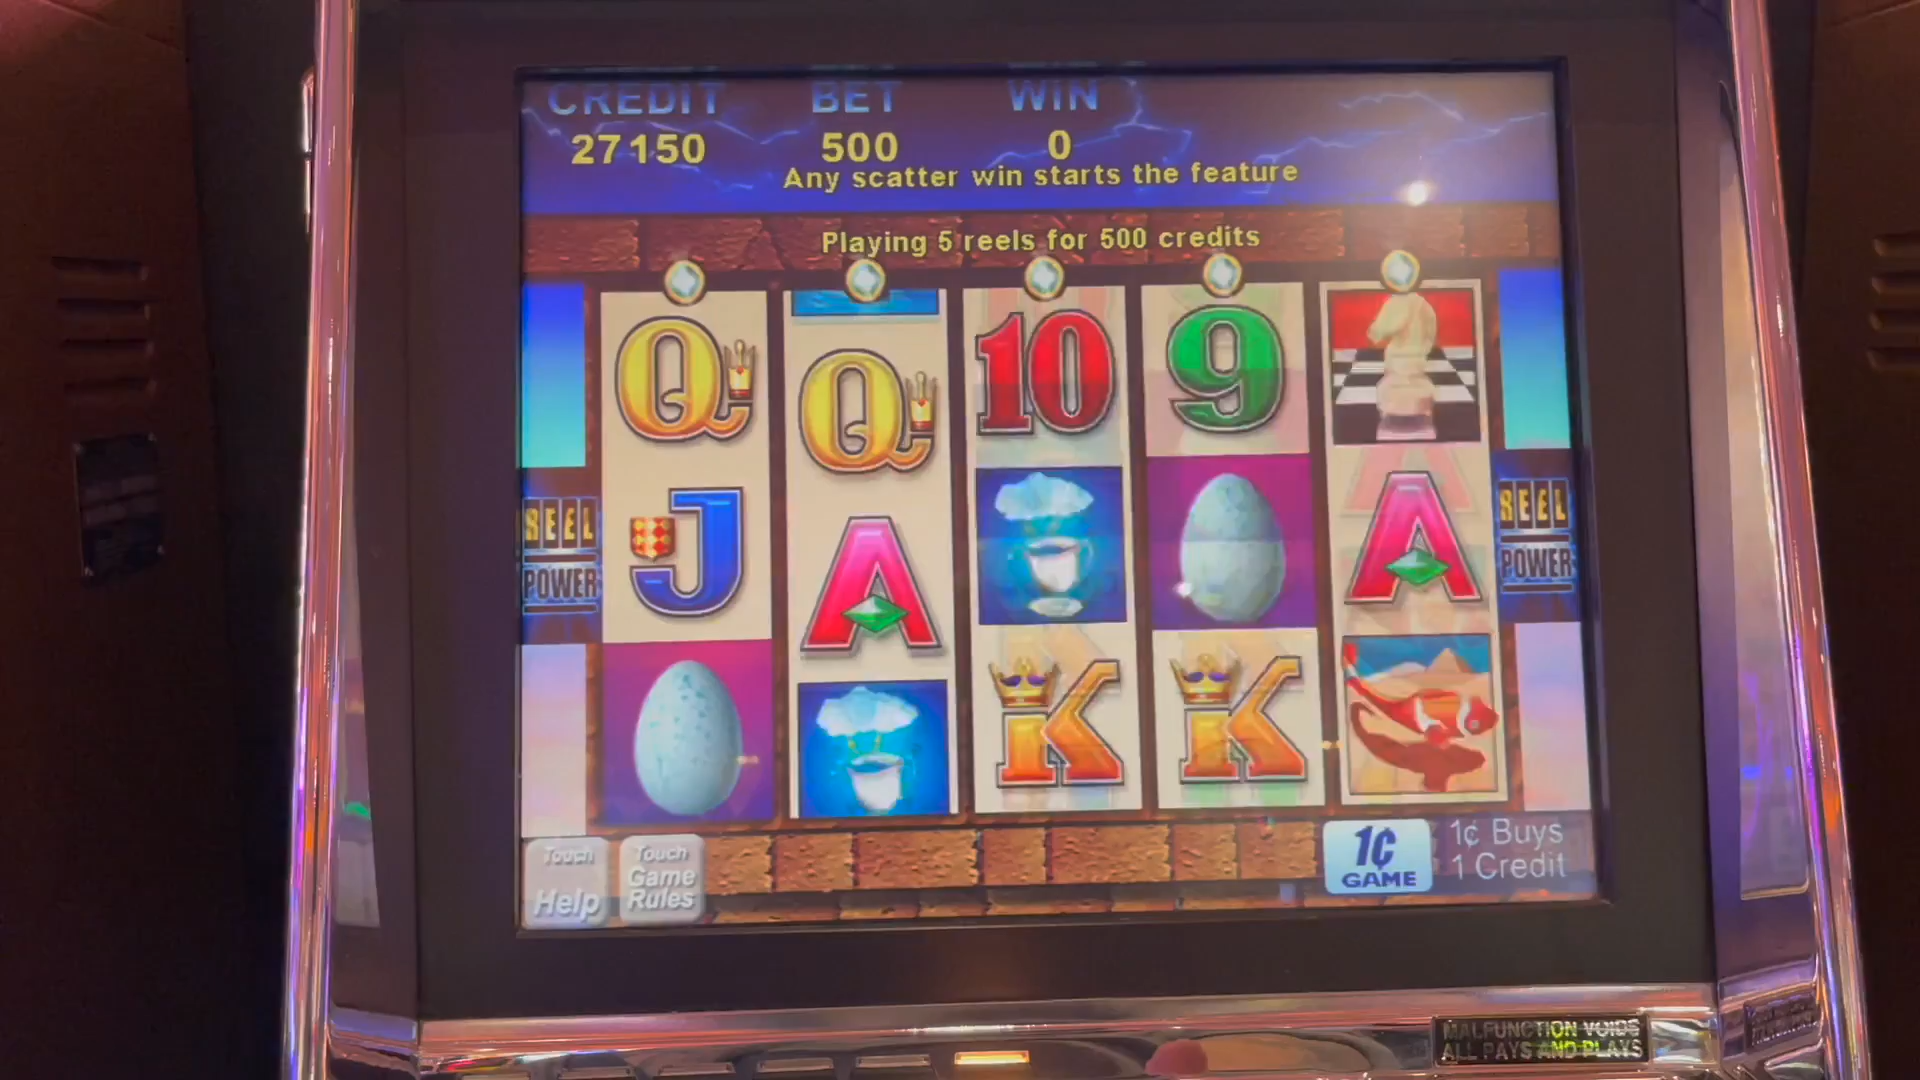 CREDIT BET WIN
27150 500 0
Any scatter win starts the feature
Playing 5 reels for 500 credits
Q Q 10 9
J A A
K K
REEL
POWER
REEL
POWER
Touch
Help
Touch
Game
Rules
1¢
GAME
1¢ Buys
1 Credit
MALFUNCTION VOIDS
ALL PAYS AND PLAYS